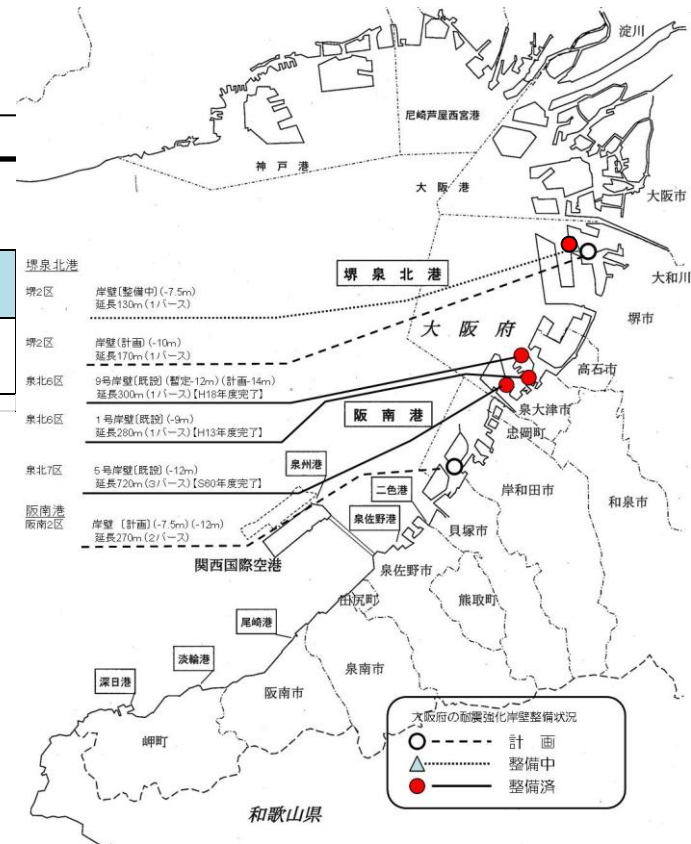 淀川
尼崎芦屋西宮港
神戸港
大阪港
大阪市
堺泉北港
大和川
堺2区 岸壁〔整備中〕(-7.5m)
延長130m(1バース)
堺泉北港
大阪府
堺市
堺2区 岸壁(計画)(-10m)
延長170m(1バース)
高石市
泉北6区 9号岸壁〔既設〕(暫定-12m)(計画-14m)
延長300m(1バース)【H18年度完了】
泉大津市
阪南港
忠岡町
泉北6区 1号岸壁〔既設〕(-9m)
延長280m(1バース)【H13年度完了】
泉北7区 5号岸壁〔既設〕(-12m)
延長720m(3バース)【S60年度完了】
泉州港
岸和田市
和泉市
二色港
阪南港
阪南2区 岸壁 〔計画〕(-7.5m)(-12m)
延長270m(2バース)
泉佐野港
貝塚市
関西国際空港
泉佐野市
田尻町
熊取町
尾崎港
淡輪港
泉南市
深日港
阪南市
岬町
大阪府の耐震強化岸壁整備状況
計画
整備中
整備済
和歌山県